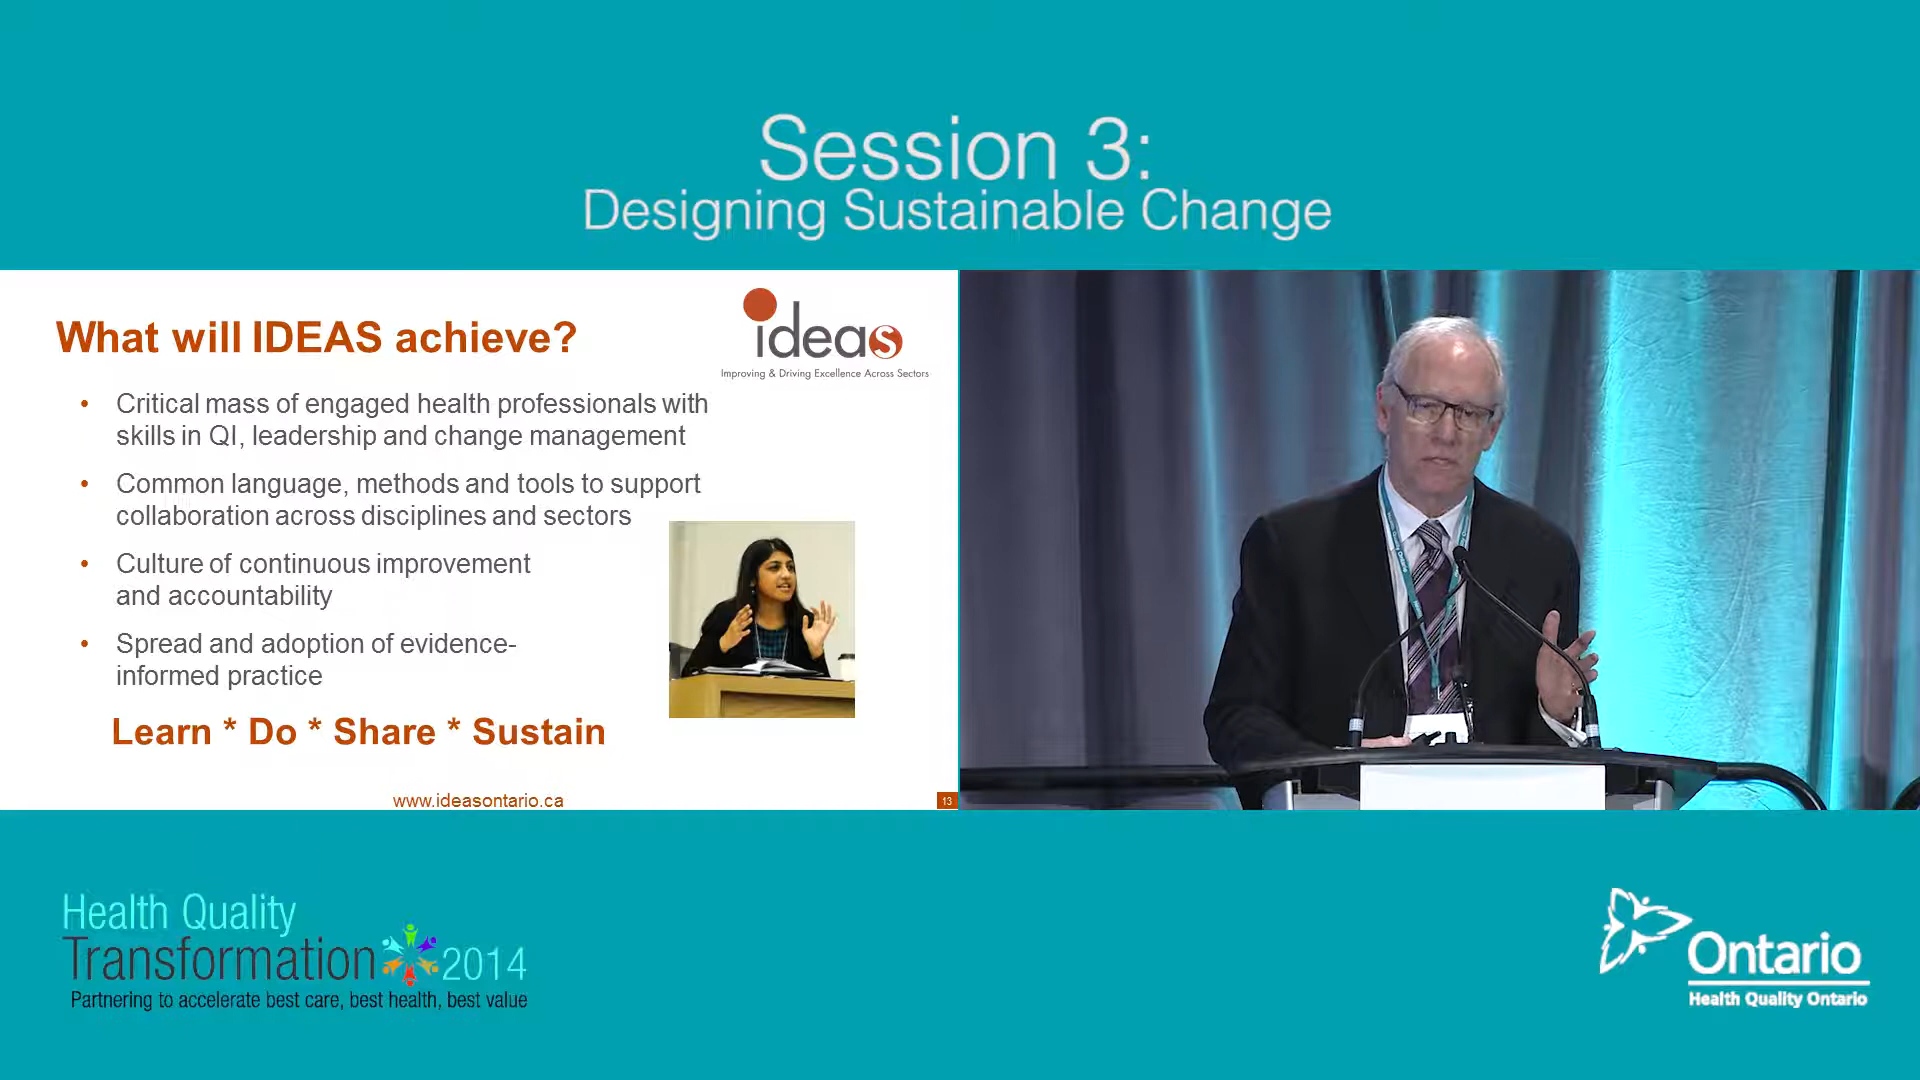 Session 3:
Designing Sustainable Change
What will IDEAS achieve?
ideas
Improving & Driving Excellence Across Sectors
• Critical mass of engaged health professionals with
skills in QI, leadership and change management
• Common language, methods and tools to support
collaboration across disciplines and sectors
• Culture of continuous improvement
and accountability
• Spread and adoption of evidence-
informed practice
Learn * Do * Share * Sustain
www.ideasontario.ca
13
Health Quality
Transformation 2014
Partnering to accelerate best care, best health, best value
Ontario
Health Quality Ontario